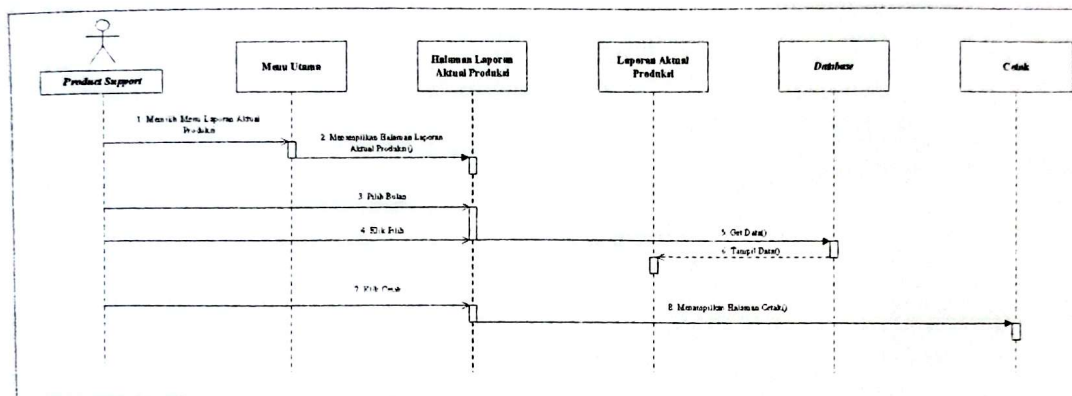 Product Support
Menu Utama
Halaman Laporan
Aktual Produksi
Laporan Aktual
Produksi
Database
Cetak
1. Memilih Menu Laporan Aktual
Produksi
2. Menampilkan Halaman Laporan
Aktual Produksi()
3. Pilih Bulan
4. Klik Pilih
5. Get Data()
6. Tampil Data()
7. Klik Cetak
8. Menampilkan Halaman Cetak()